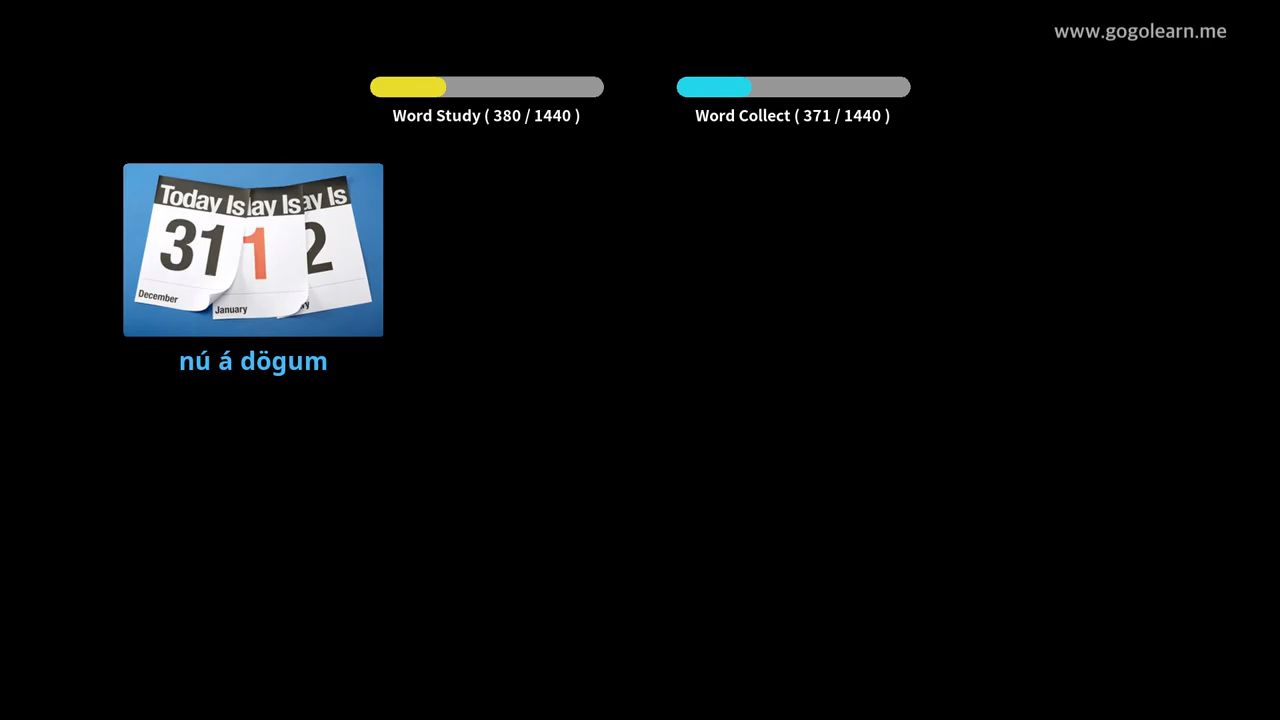 www.gogolearn.me
Word Study ( 380 / 1440 )
Word Collect ( 371 / 1440 )
Today Is
ay Is
ay Is
31
1
2
December
January
ry
nú á dögum